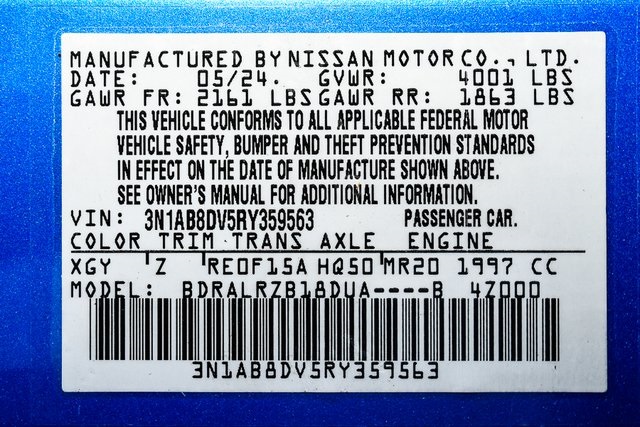 MANUFACTURED BY NISSAN MOTOR CO., LTD.
DATE: 05/24. GVWR: 4001 LBS
GAWR FR: 2161 LBS GAWR RR: 1863 LBS
THIS VEHICLE CONFORMS TO ALL APPLICABLE FEDERAL MOTOR
VEHICLE SAFETY, BUMPER AND THEFT PREVENTION STANDARDS
IN EFFECT ON THE DATE OF MANUFACTURE SHOWN ABOVE.
SEE OWNER'S MANUAL FOR ADDITIONAL INFORMATION.
VIN: 3N1AB8DV5RY359563 PASSENGER CAR.
COLOR TRIM TRANS AXLE ENGINE
XGY Z RE0F15A HQ50 MR20 1997 CC
MODEL: BDRALRZB18DUA----B 4Z000
3N1AB8DV5RY359563